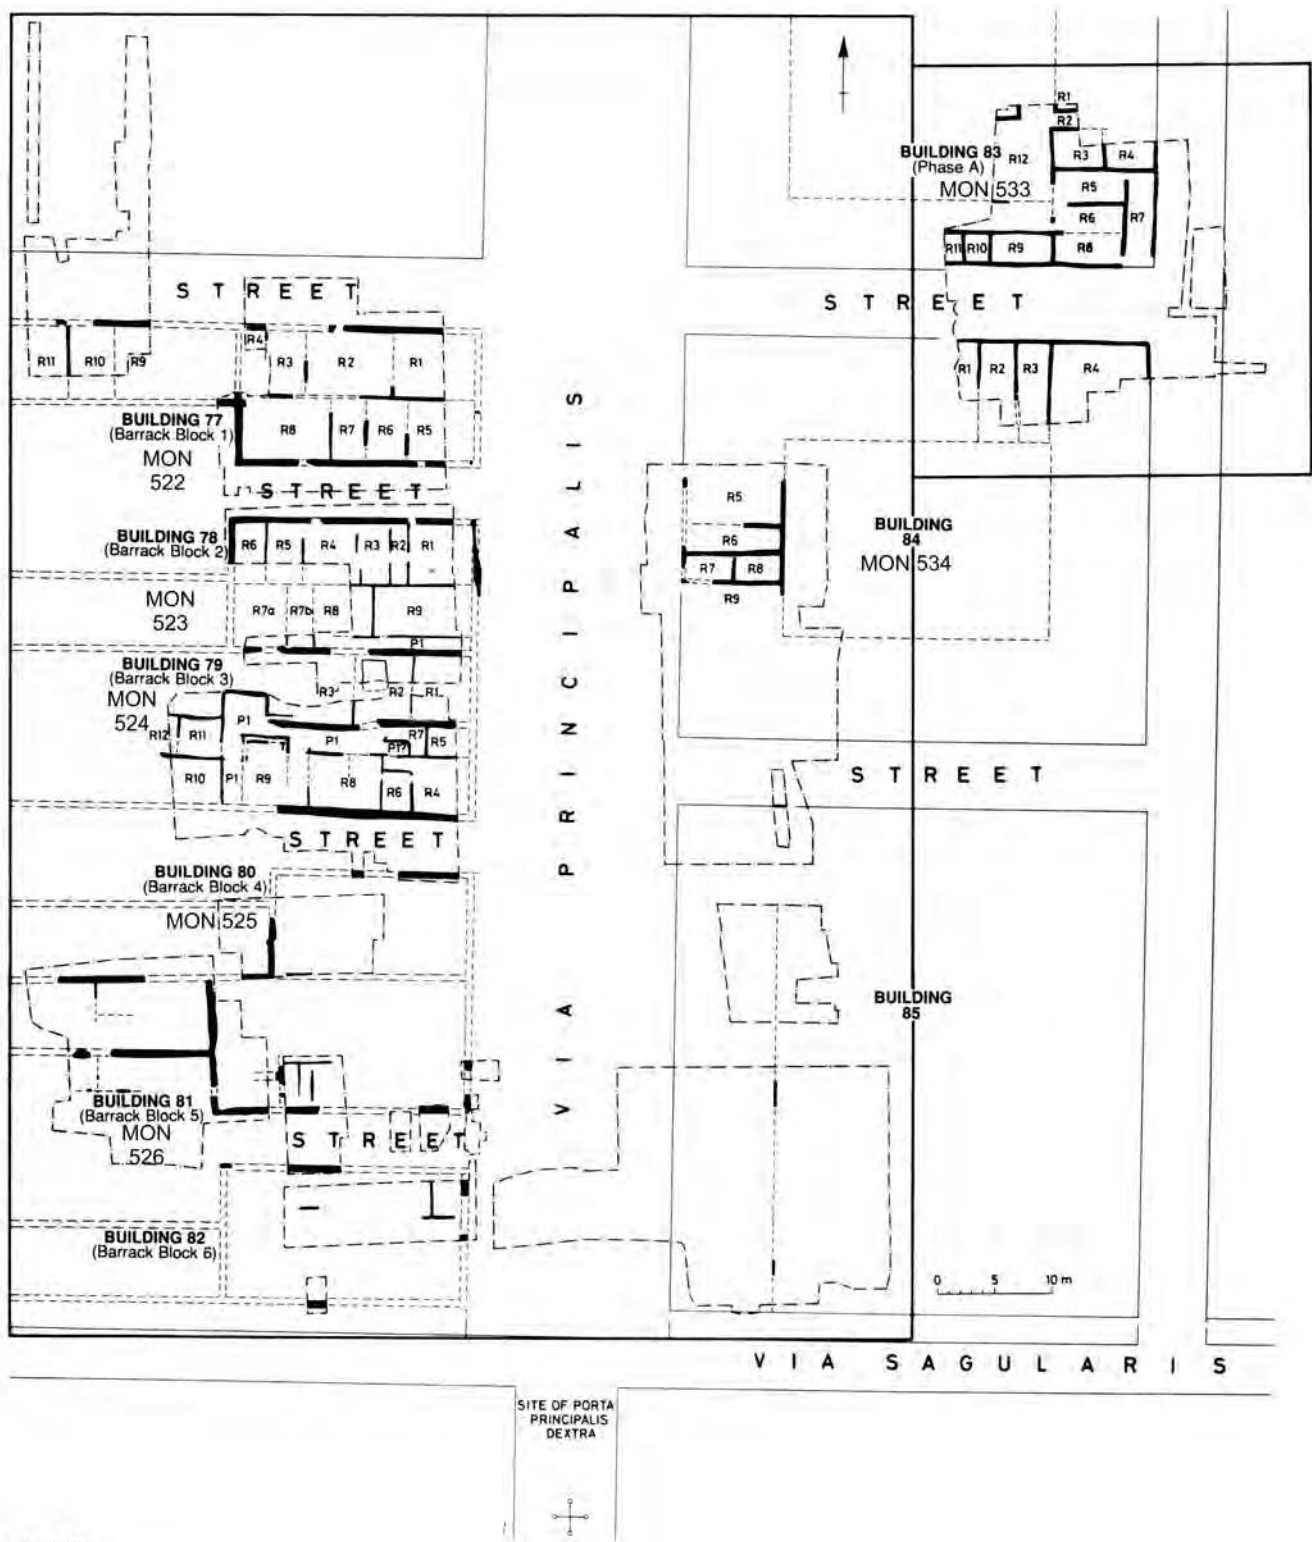 R1
R2
BUILDING 83
(Phase A)
MON 533
R12
R3
R4
R5
R6
R7
R11
R10
R9
R8
STREET
STREET
R4
R3
R2
R1
R11
R10
R9
R1
R2
R3
R4
BUILDING 77
(Barrack Block 1)
MON
522
R8
R7
R6
R5
STREET
BUILDING 78
(Barrack Block 2)
R6
R5
R4
R3
R2
R1
MON
523
R7a
R7b
R8
R9
P1
R5
R6
R7
R8
R9
BUILDING
84
MON 534
BUILDING 79
(Barrack Block 3)
MON
524
R3
R2
R1
R12
R11
P1
P1
P1?
R7
R5
R10
P1
R9
R8
R6
R4
STREET
STREET
VIA PRINCIPALIS
BUILDING 80
(Barrack Block 4)
MON 525
BUILDING
85
BUILDING 81
(Barrack Block 5)
MON
526
STREET
BUILDING 82
(Barrack Block 6)
0 5 10 m
VIA SAGULARIS
SITE OF PORTA
PRINCIPALIS
DEXTRA